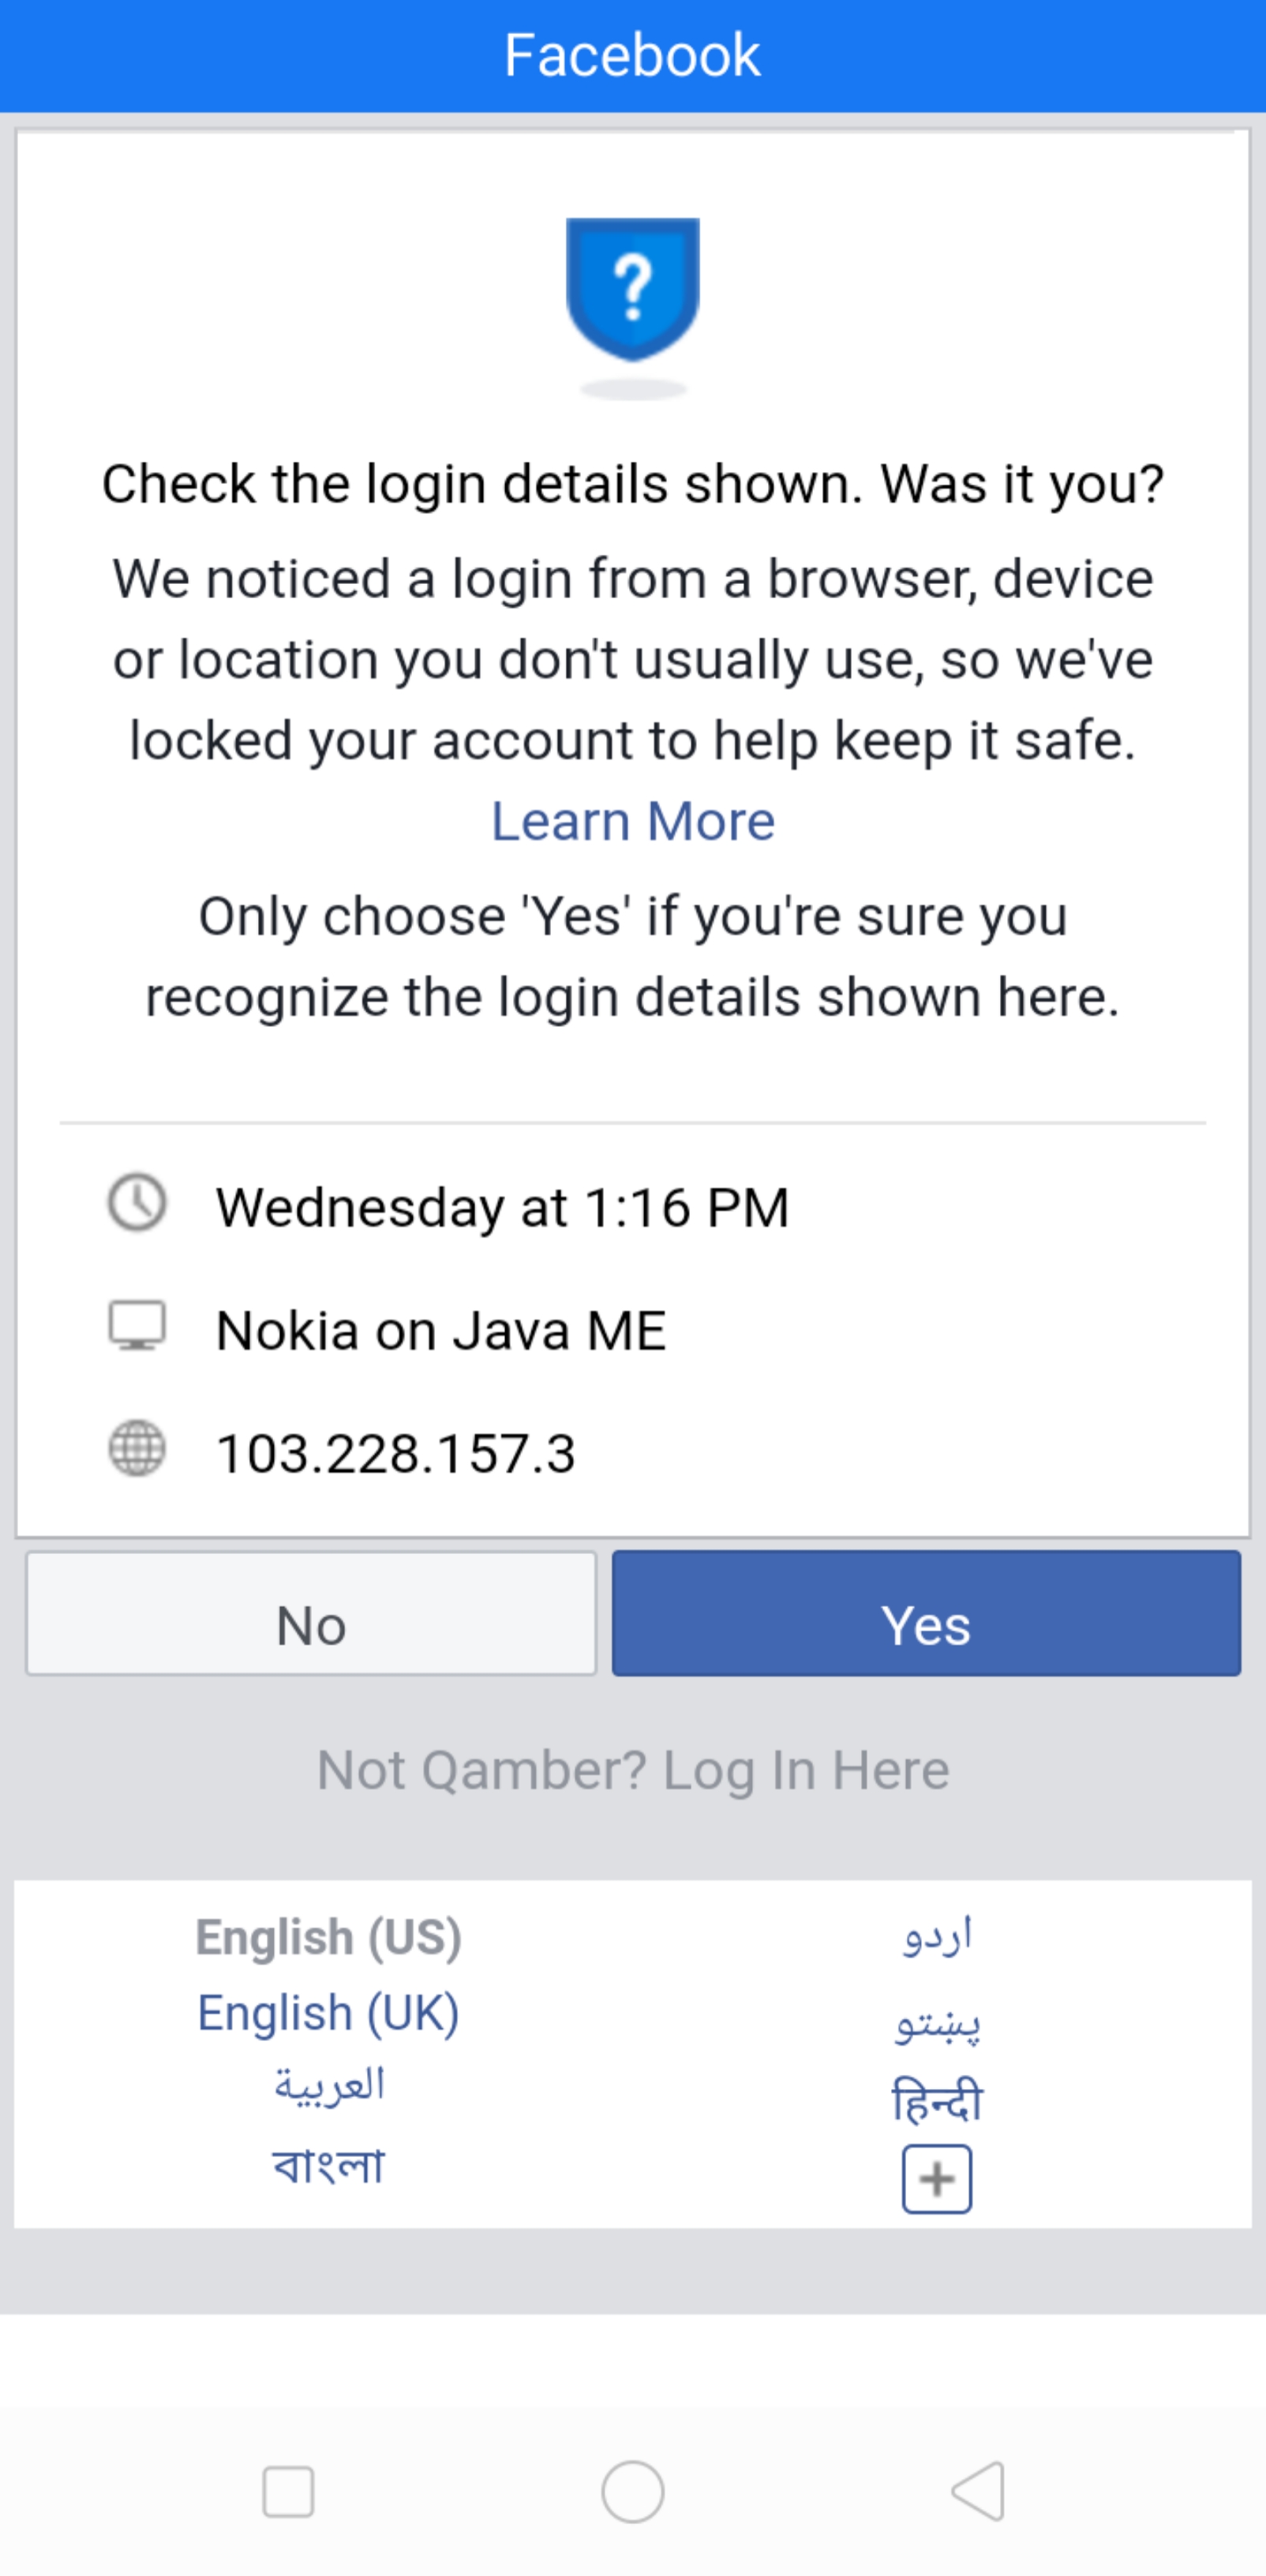 Facebook
?
Check the login details shown. Was it you?
We noticed a login from a browser, device
or location you don't usually use, so we've
locked your account to help keep it safe.
Learn More
Only choose 'Yes' if you're sure you
recognize the login details shown here.
Wednesday at 1:16 PM
Nokia on Java ME
103.228.157.3
No
Yes
Not Qamber? Log In Here
English (US)
English (UK)
العربية
বাংলা
اردو
پښتو
हिन्दी
+